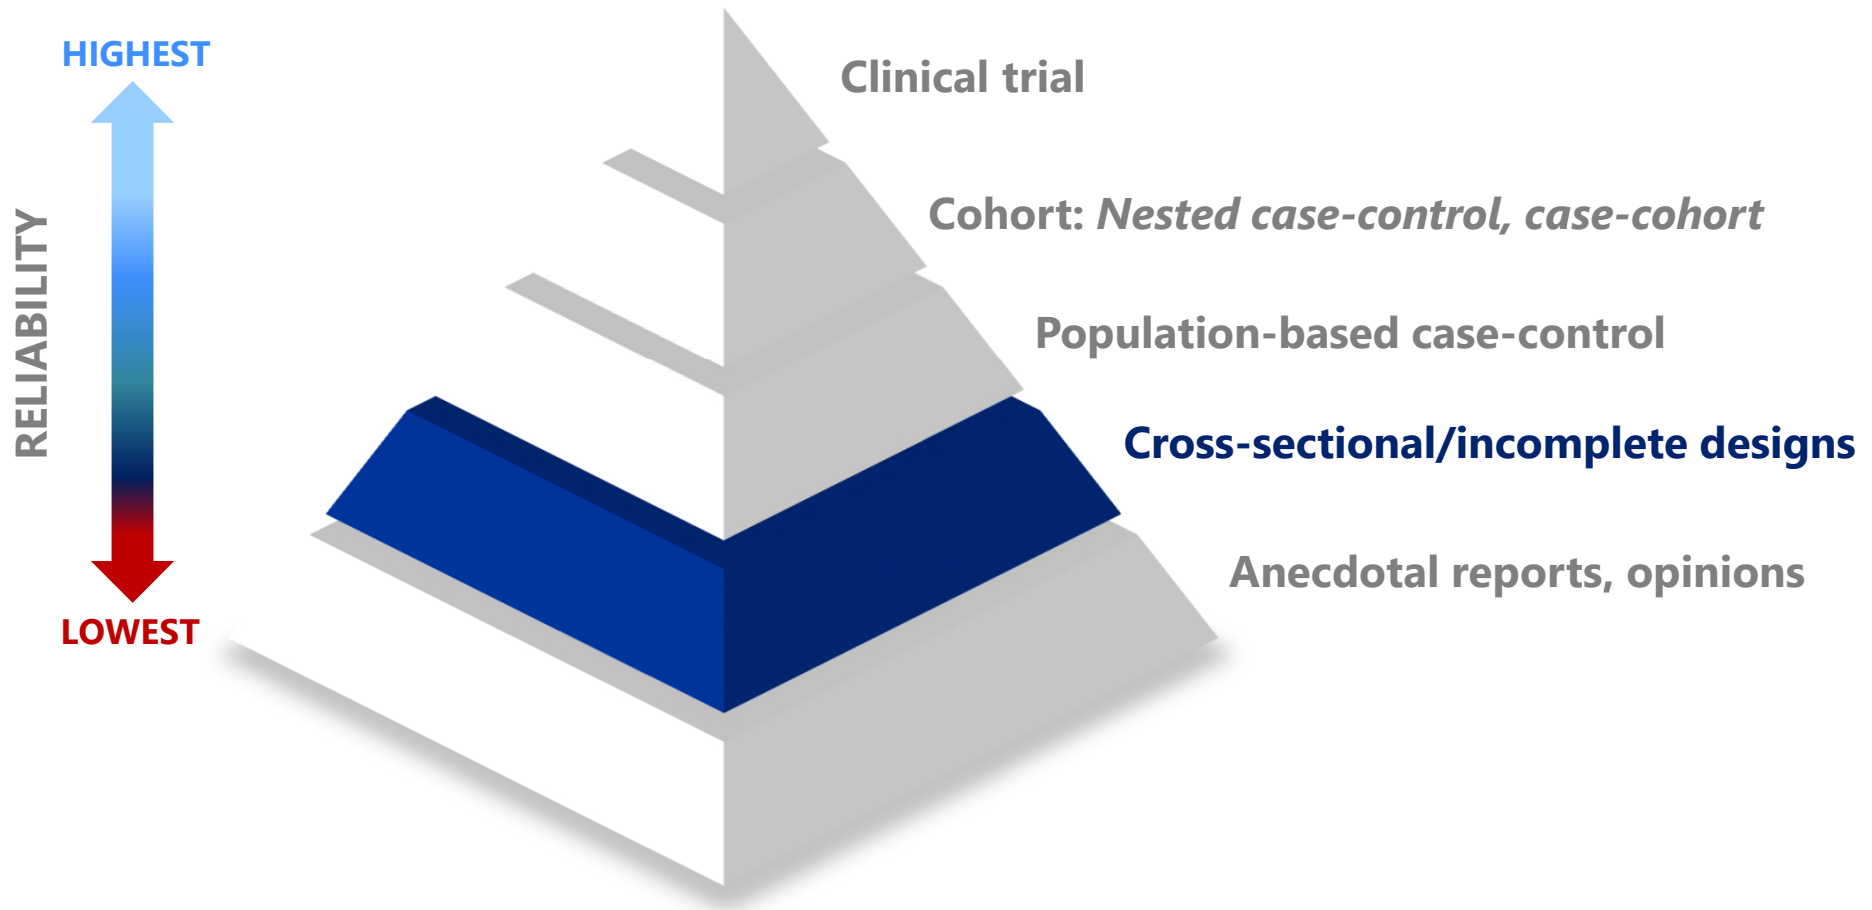 HIGHEST
RELIABILITY
LOWEST
Clinical trial
Cohort: Nested case-control, case-cohort
Population-based case-control
Cross-sectional/incomplete designs
Anecdotal reports, opinions